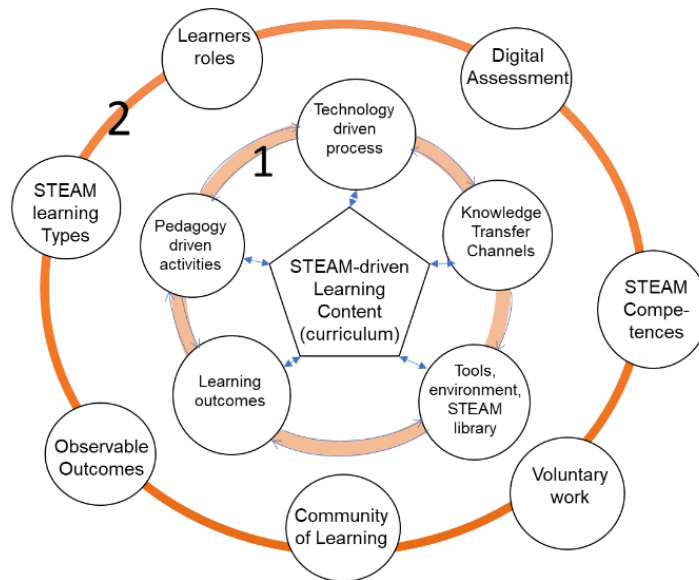 Learners
roles
Digital
Assessment
2
Technology
driven
process
1
STEAM
learning
Types
Pedagogy
driven
activities
Knowledge
Transfer
Channels
STEAM-driven
Learning
Content
(curriculum)
STEAM
Compe-
tences
Learning
outcomes
Tools,
environment,
STEAM
library
Observable
Outcomes
Voluntary
work
Community
of Learning